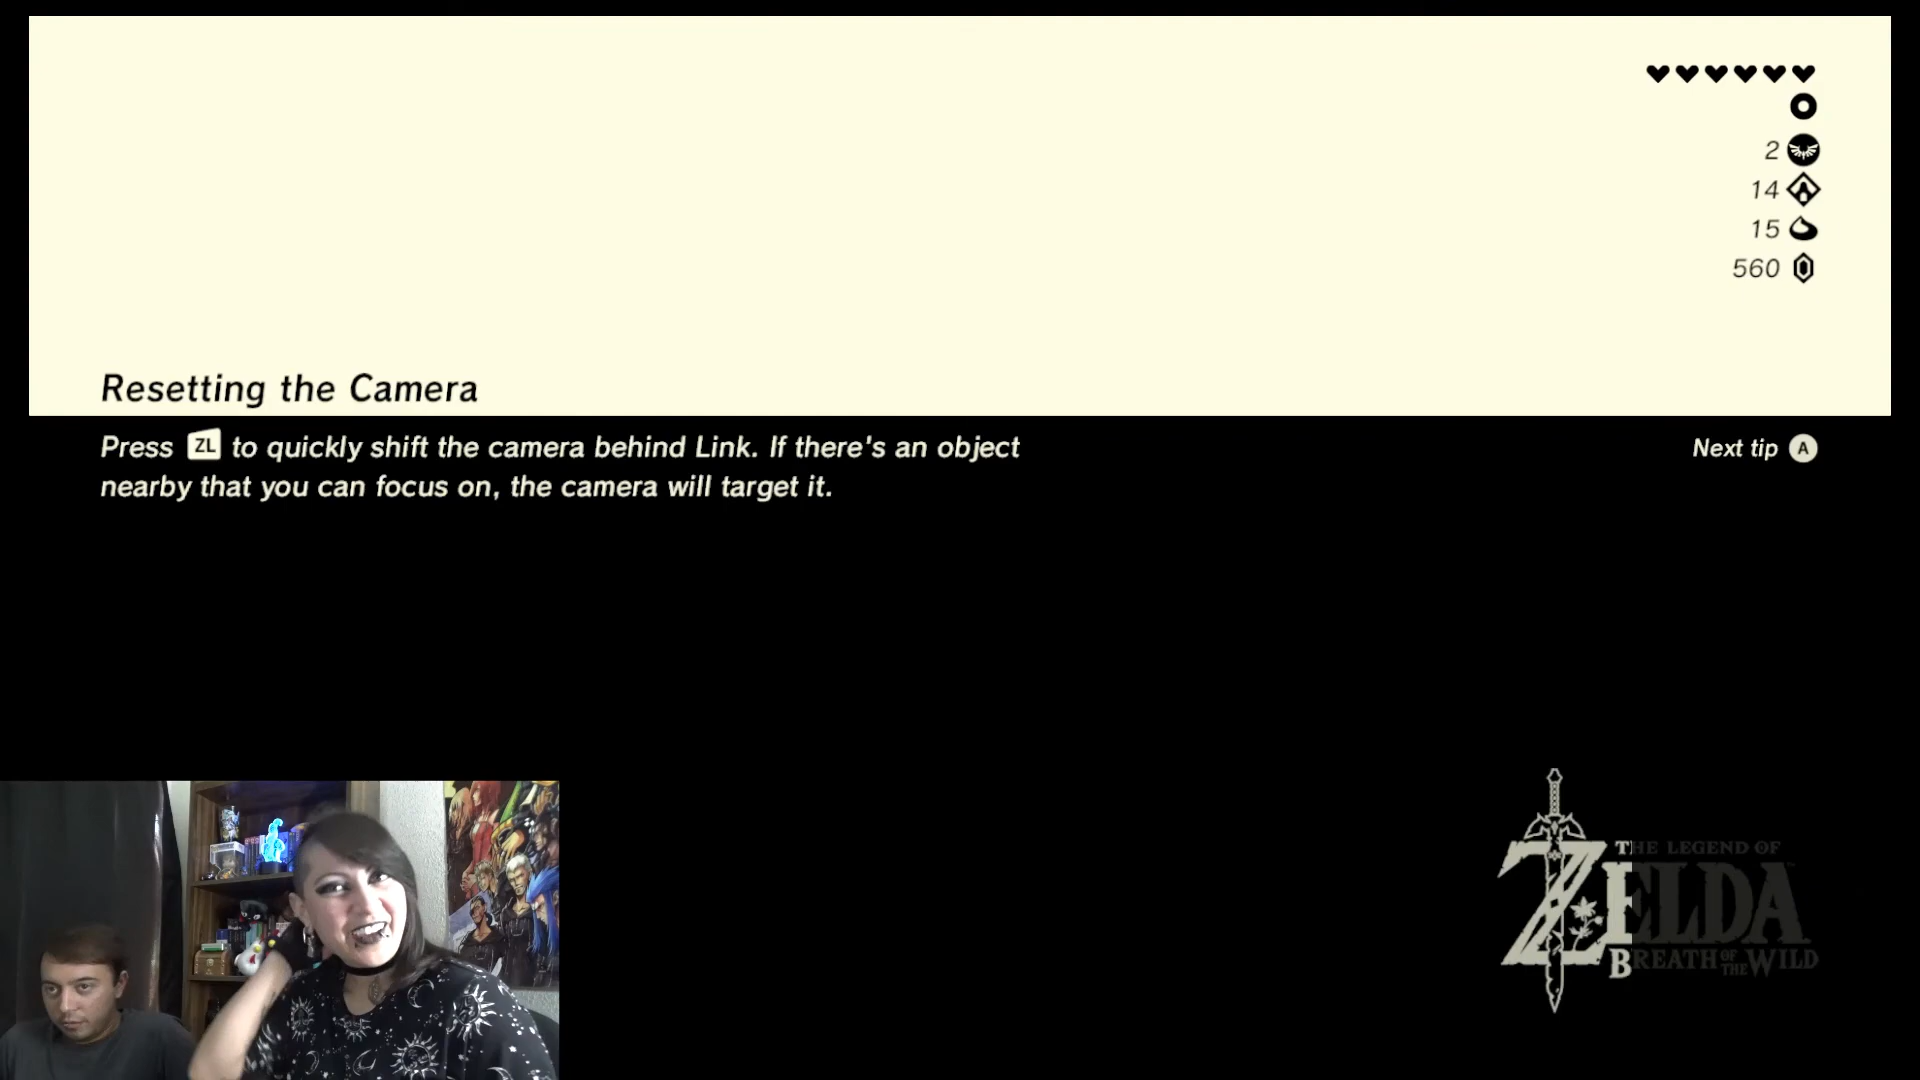 2
14
15
560
Resetting the Camera
Press ZL to quickly shift the camera behind Link. If there's an object
nearby that you can focus on, the camera will target it.
Next tip A
THE LEGEND OF
ZELDA
BREATH OF THE WILD